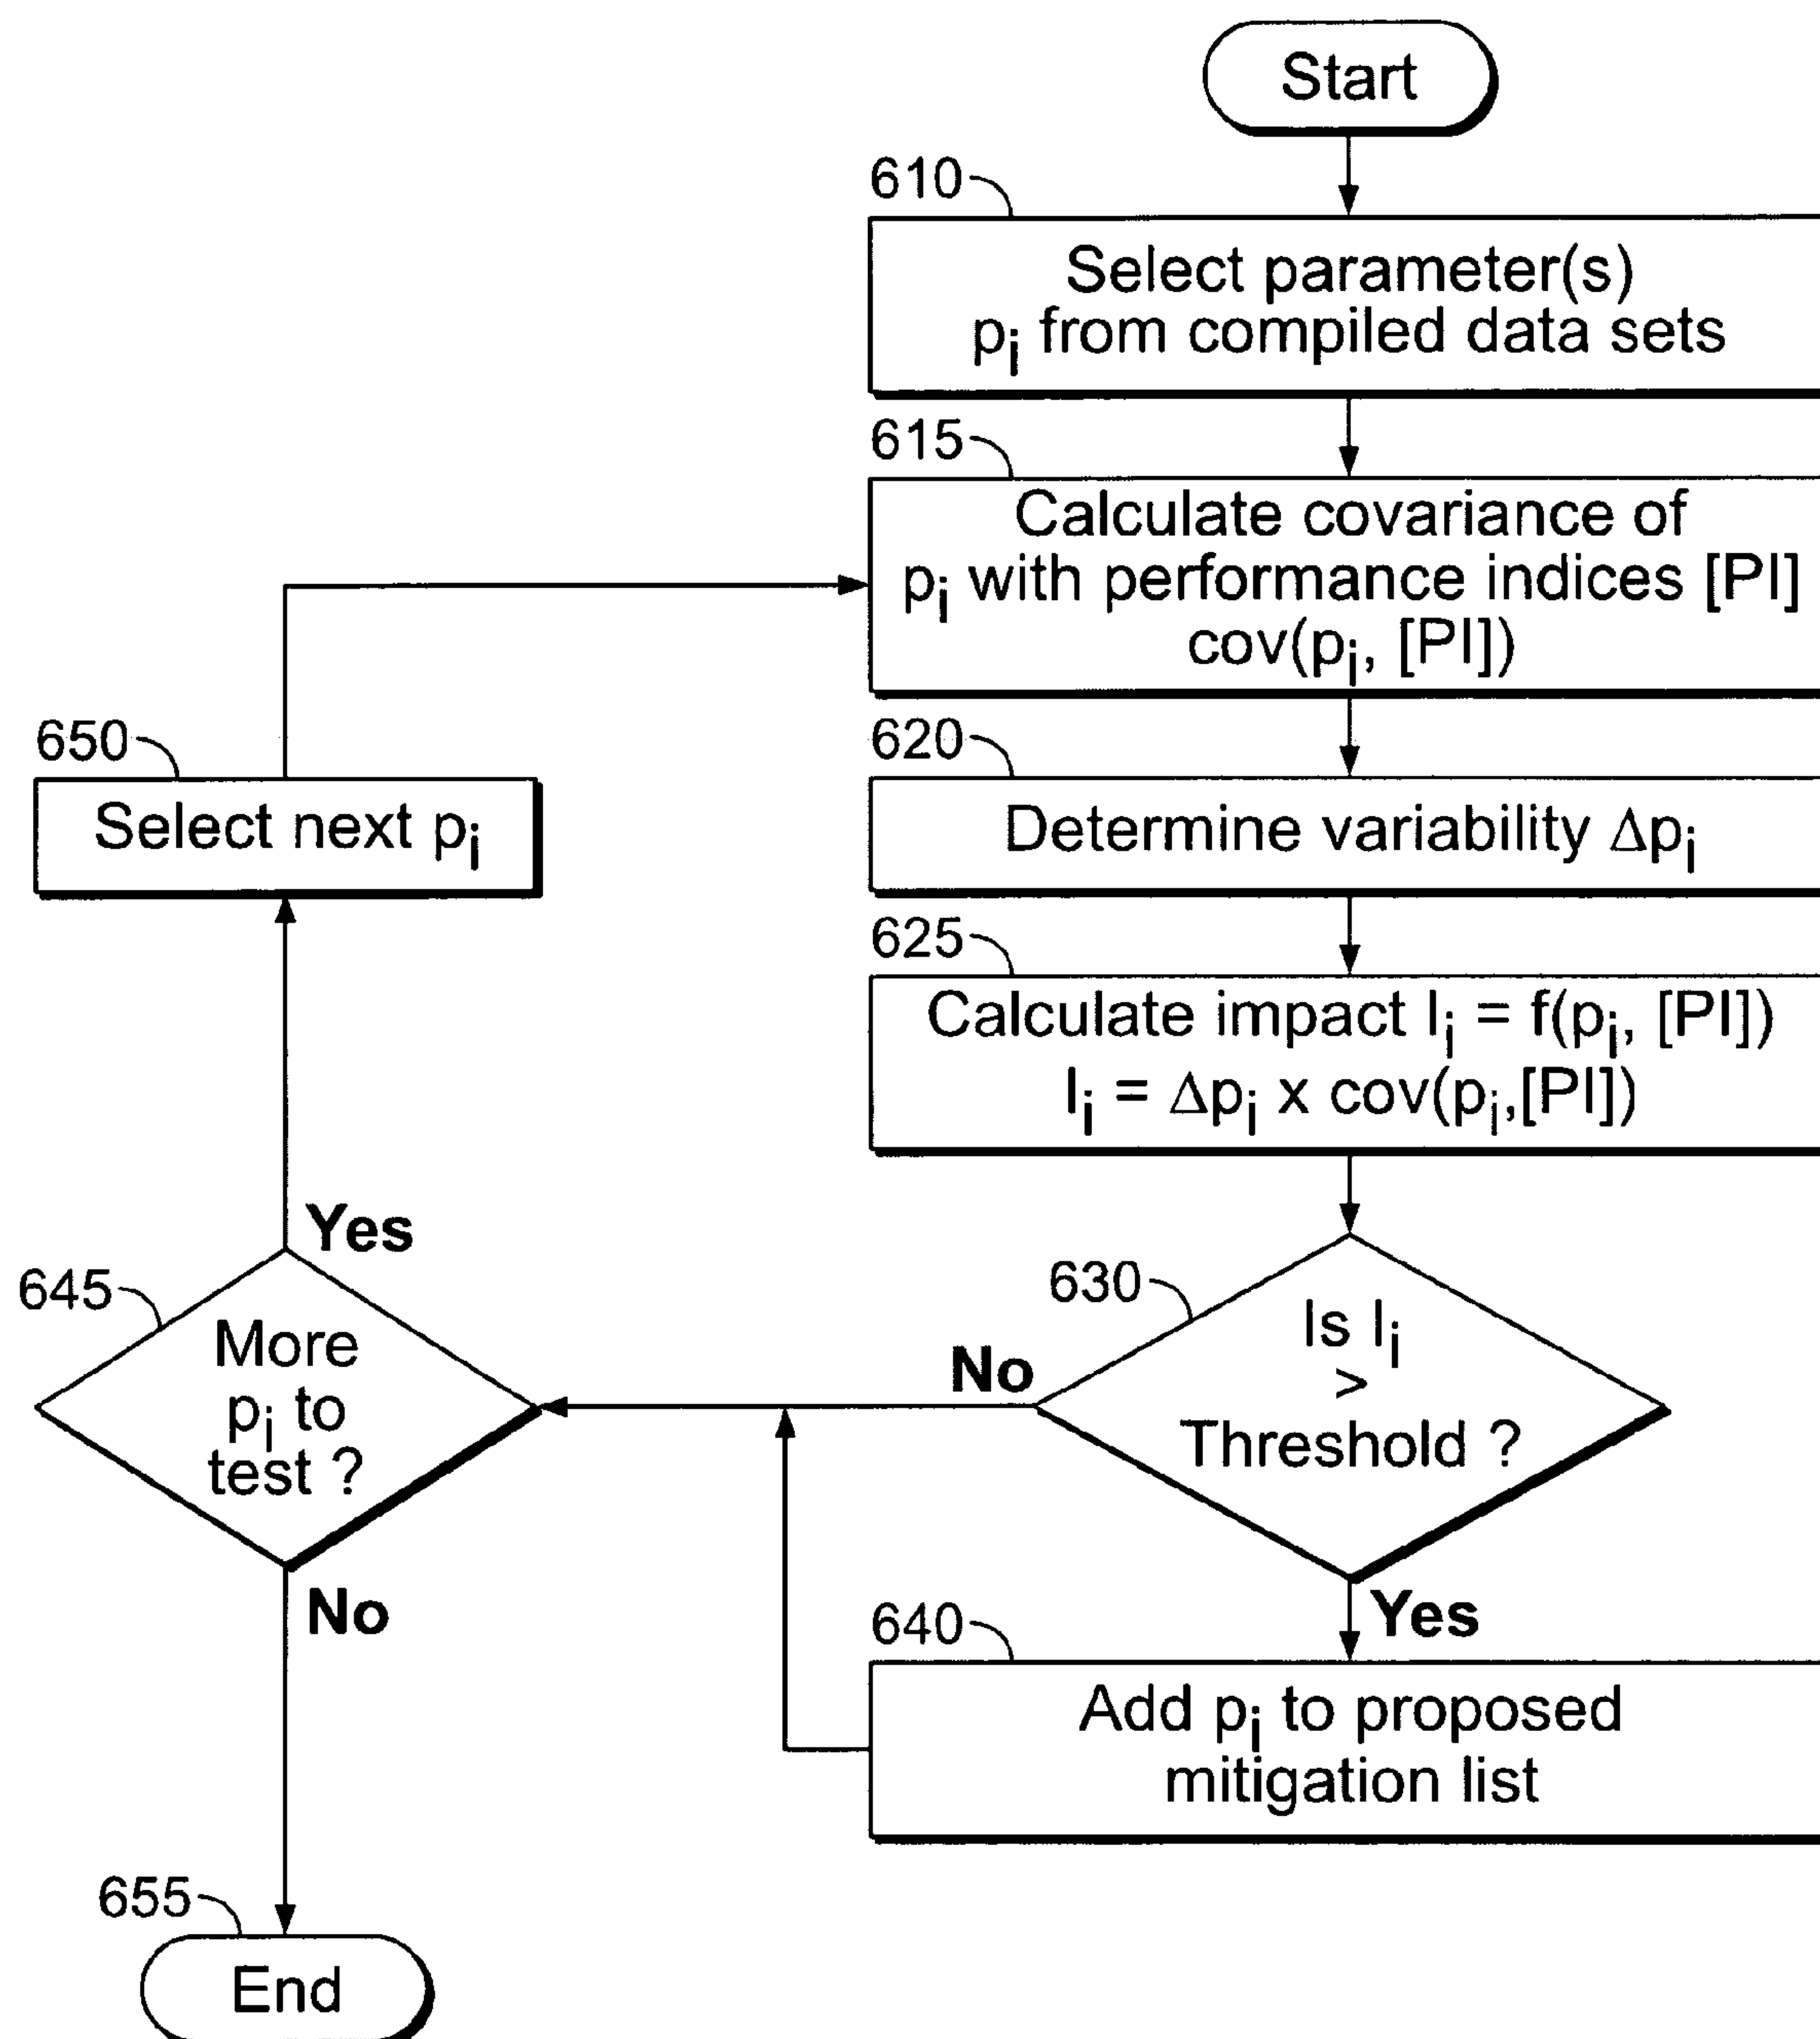 Start
610
Select parameter(s)
pi from compiled data sets
615
Calculate covariance of
pi with performance indices [PI]
cov(pi, [PI])
620
Determine variability Δpi
625
Calculate impact Ii = f(pi, [PI])
Ii = Δpi x cov(pi,[PI])
630
Is Ii
>
Threshold ?
No
Yes
640
Add pi to proposed
mitigation list
645
More
pi to
test ?
Yes
No
650
Select next pi
655
End